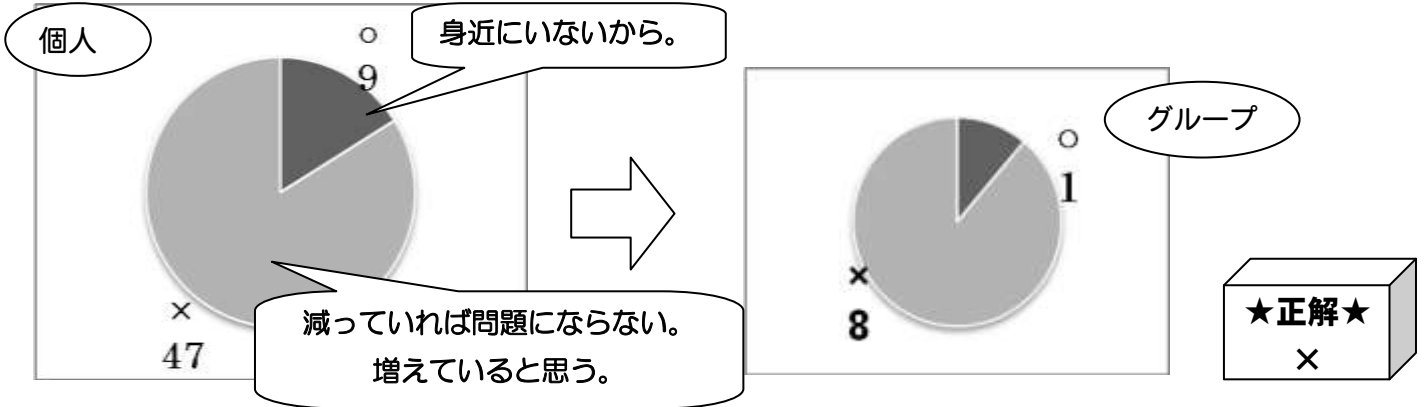 個人
○
9
身近にいないから。
×
47
減っていれば問題にならない。
増えていると思う。
グループ
○
1
×
8
★正解★
×